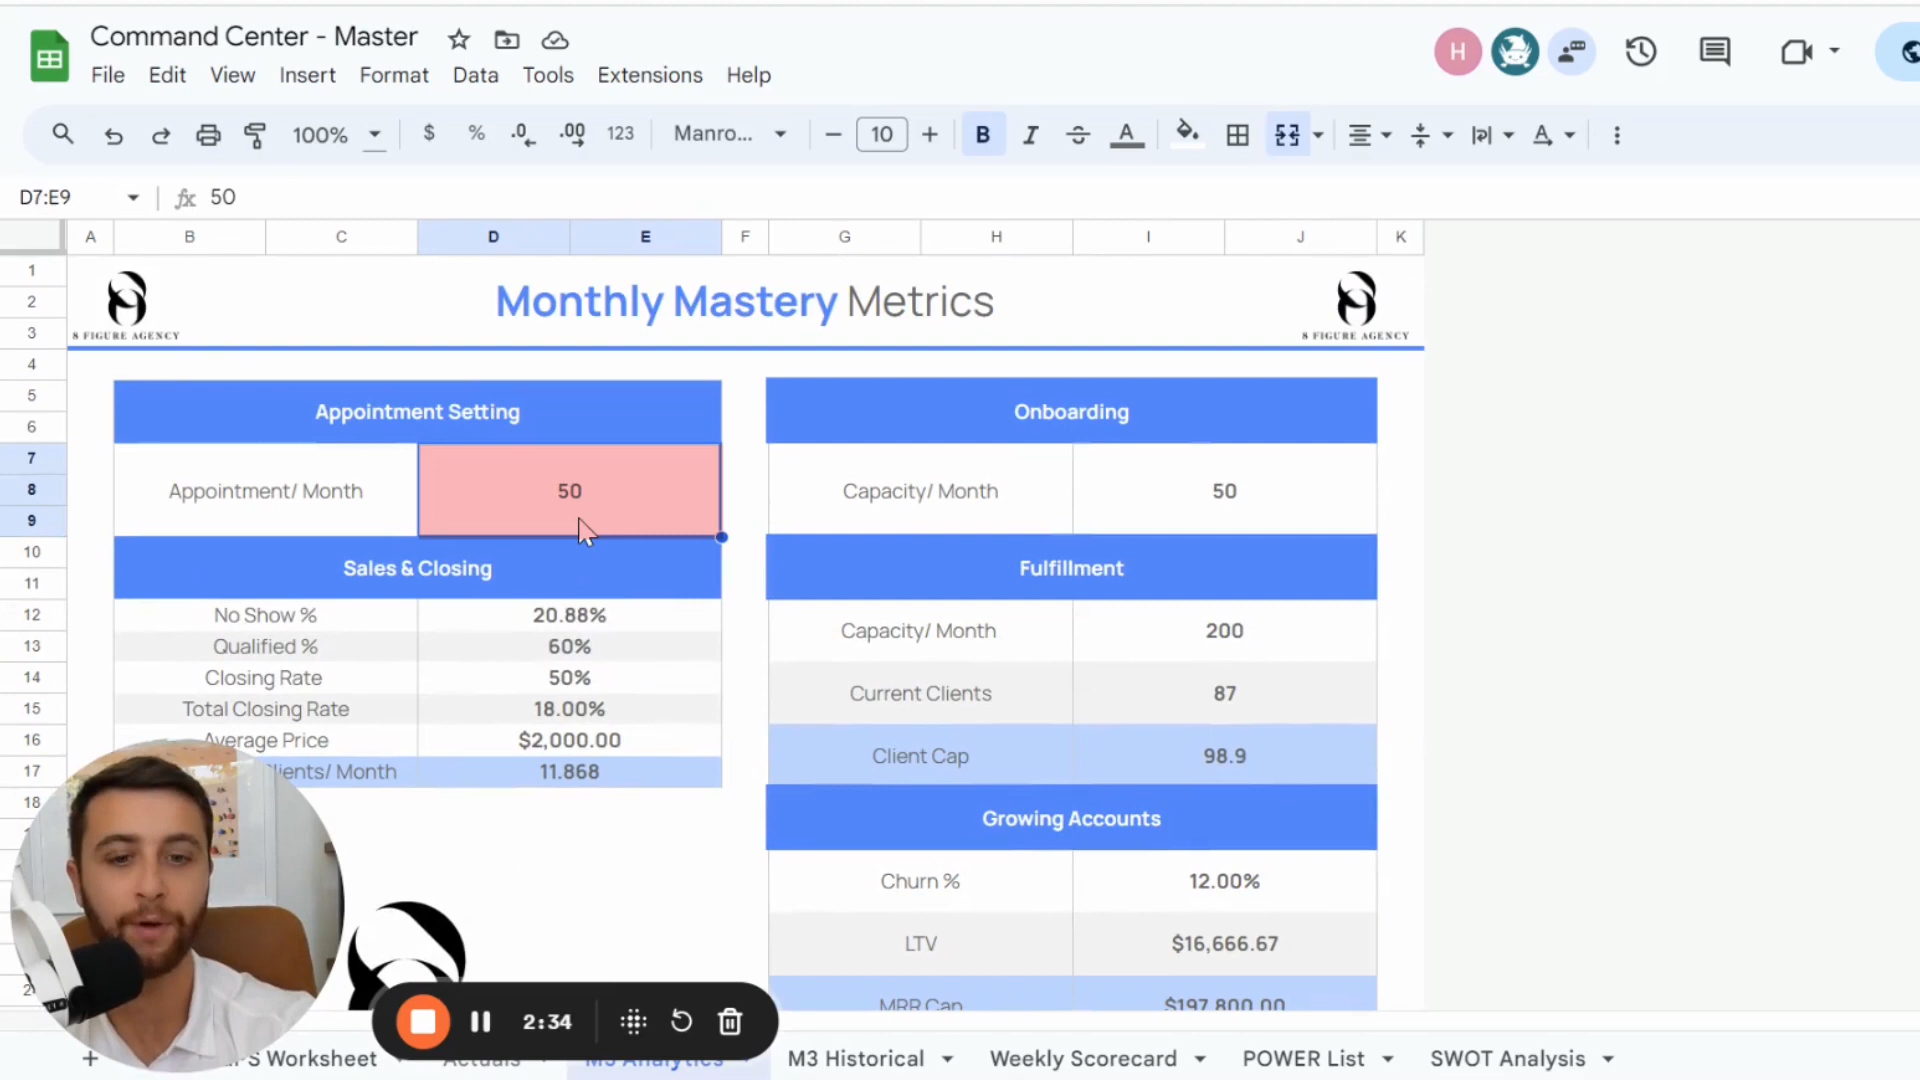 Command Center - Master
File Edit View Insert Format Data Tools Extensions Help
H
100% $ % .0 .00 123 Manro... 10 B I A
D7:E9 fx 50
A B C D E F G H I J K
1
2 Monthly Mastery Metrics
3 8 FIGURE AGENCY 8 FIGURE AGENCY
4
5 Appointment Setting Onboarding
6
7
8 Appointment/ Month 50 Capacity/ Month 50
9
10 Sales & Closing Fulfillment
11
12 No Show % 20.88% Capacity/ Month 200
13 Qualified % 60%
14 Closing Rate 50% Current Clients 87
15 Total Closing Rate 18.00%
16 Average Price $2,000.00 Client Cap 98.9
17 lients/ Month 11.868
18 Growing Accounts
Churn % 12.00%
LTV $16,666.67
MRR Cap $197,800.00
2:34
+ S Worksheet Actuals M3 Analytics M3 Historical Weekly Scorecard POWER List SWOT Analysis